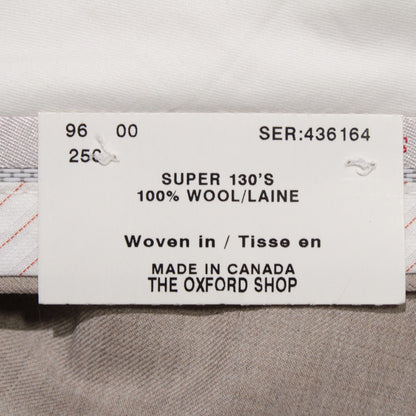 96 00 SER:436164
250
SUPER 130'S
100% WOOL/LAINE
Woven in / Tisse en
MADE IN CANADA
THE OXFORD SHOP